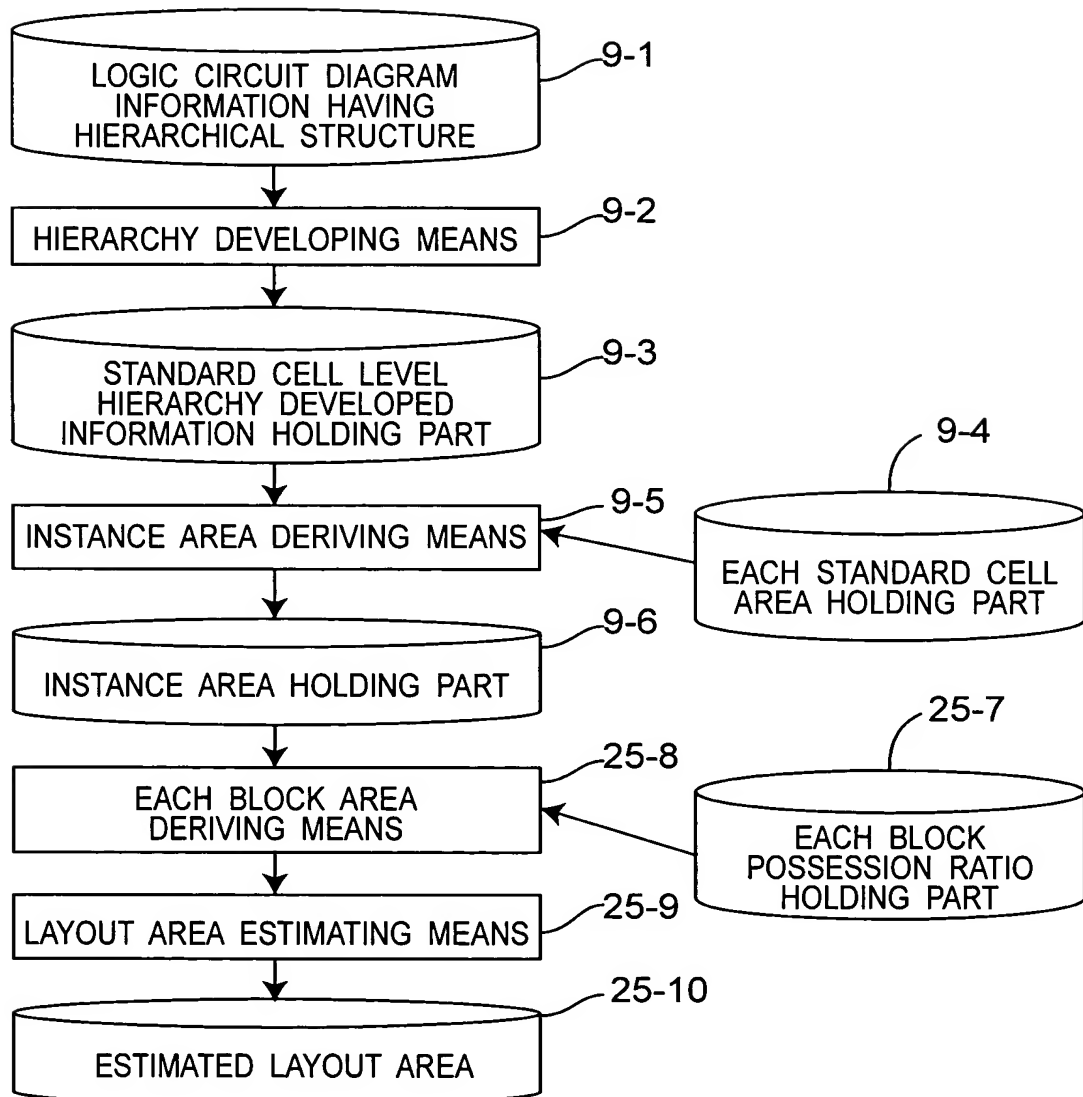 LOGIC CIRCUIT DIAGRAM
INFORMATION HAVING
HIERARCHICAL STRUCTURE
9-1
HIERARCHY DEVELOPING MEANS
9-2
STANDARD CELL LEVEL
HIERARCHY DEVELOPED
INFORMATION HOLDING PART
9-3
INSTANCE AREA DERIVING MEANS
9-5
9-4
EACH STANDARD CELL
AREA HOLDING PART
INSTANCE AREA HOLDING PART
9-6
EACH BLOCK AREA
DERIVING MEANS
25-8
25-7
EACH BLOCK
POSSESSION RATIO
HOLDING PART
LAYOUT AREA ESTIMATING MEANS
25-9
ESTIMATED LAYOUT AREA
25-10